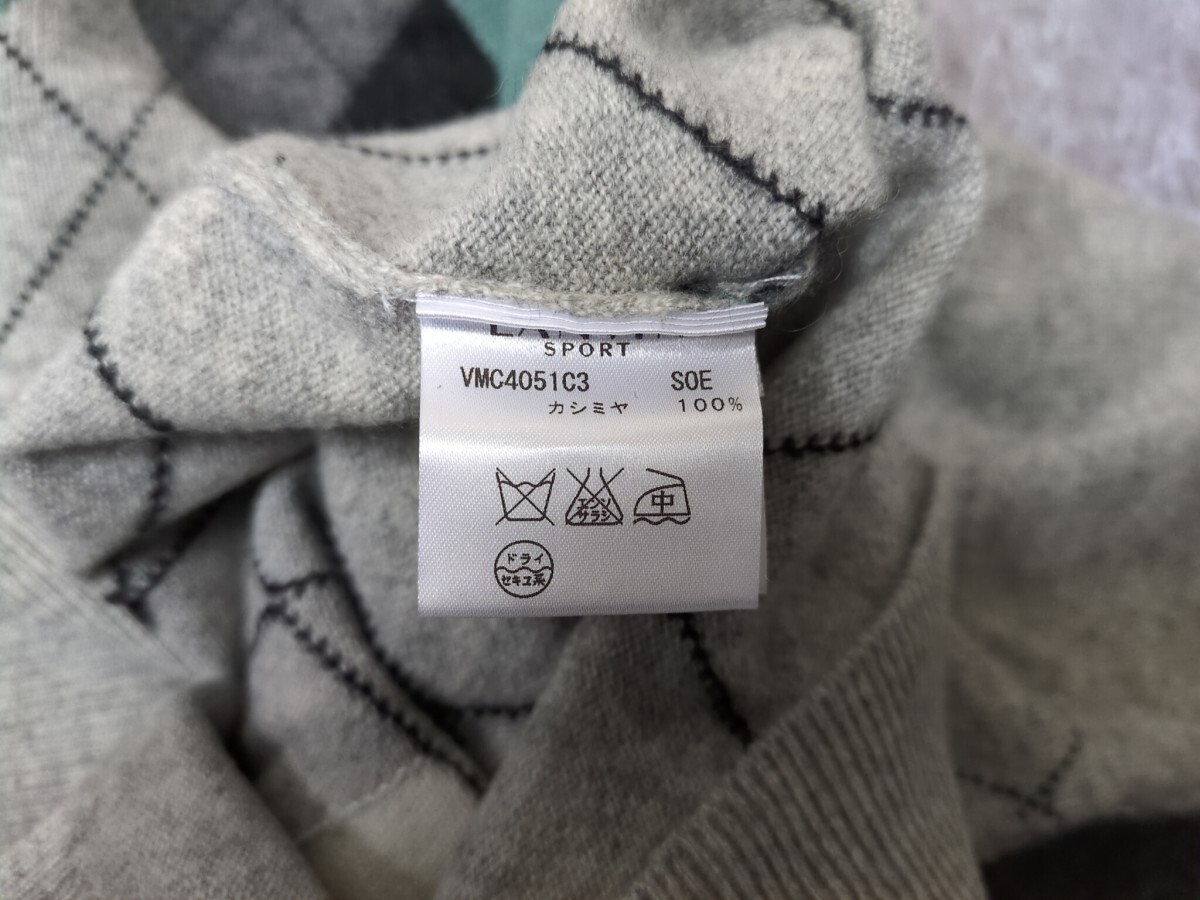 SPORT
VMC4051C3 SOE
カシミヤ 100%
エンソ
サラシ
中
ドライ
セキユ系